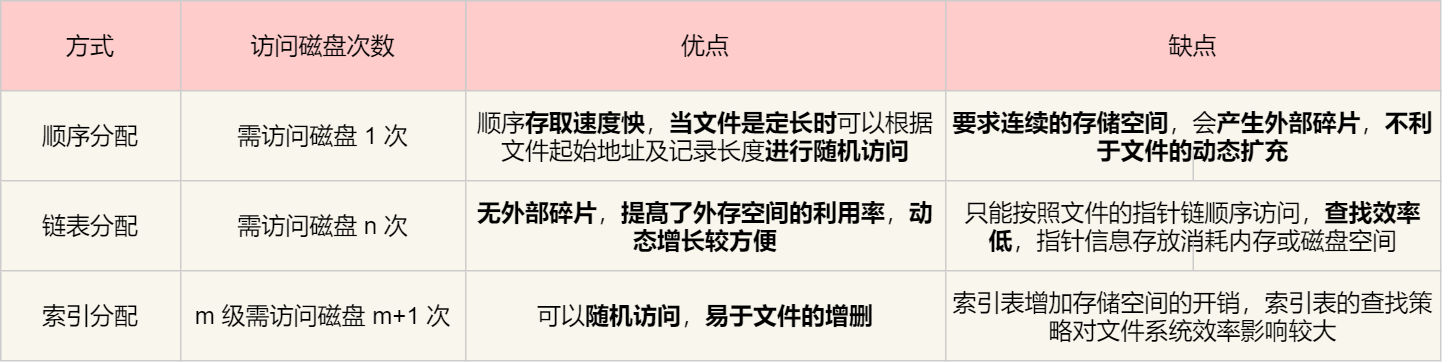 方式 访问磁盘次数 优点 缺点
顺序分配
需访问磁盘 1 次
顺序存取速度快，当文件是定长时可以根据
文件起始地址及记录长度进行随机访问
要求连续的存储空间，会产生外部碎片，不利
于文件的动态扩充
链表分配
需访问磁盘 n 次
无外部碎片，提高了外存空间的利用率，动
态增长较方便
只能按照文件的指针链顺序访问，查找效率
低，指针信息存放消耗内存或磁盘空间
索引分配
m 级需访问磁盘 m+1 次
可以随机访问，易于文件的增删
索引表增加存储空间的开销，索引表的查找策
略对文件系统效率影响较大